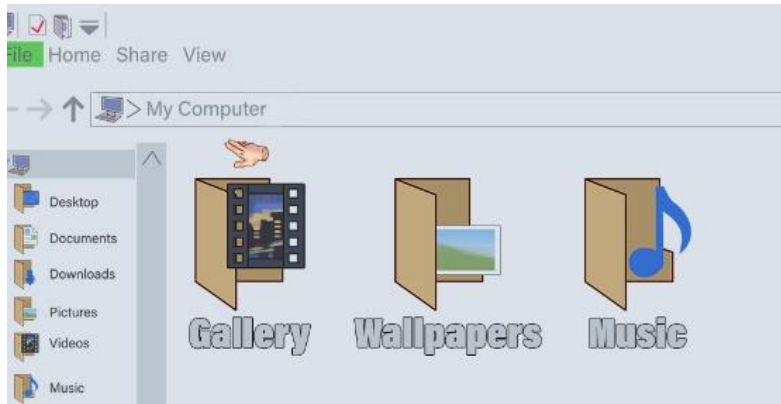 File Home Share View
My Computer
Desktop
Documents
Downloads
Pictures
Videos
Music
Gallery Wallpapers Music